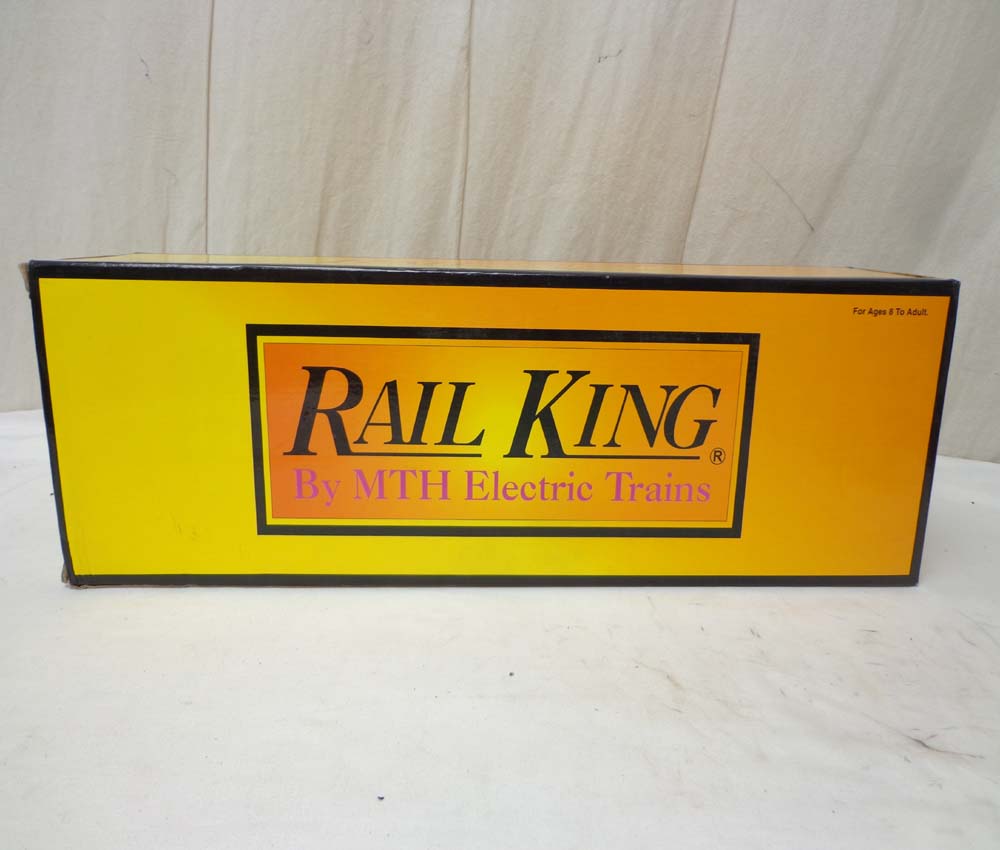 For Ages 8 To Adult.
RAIL KING®
By MTH Electric Trains